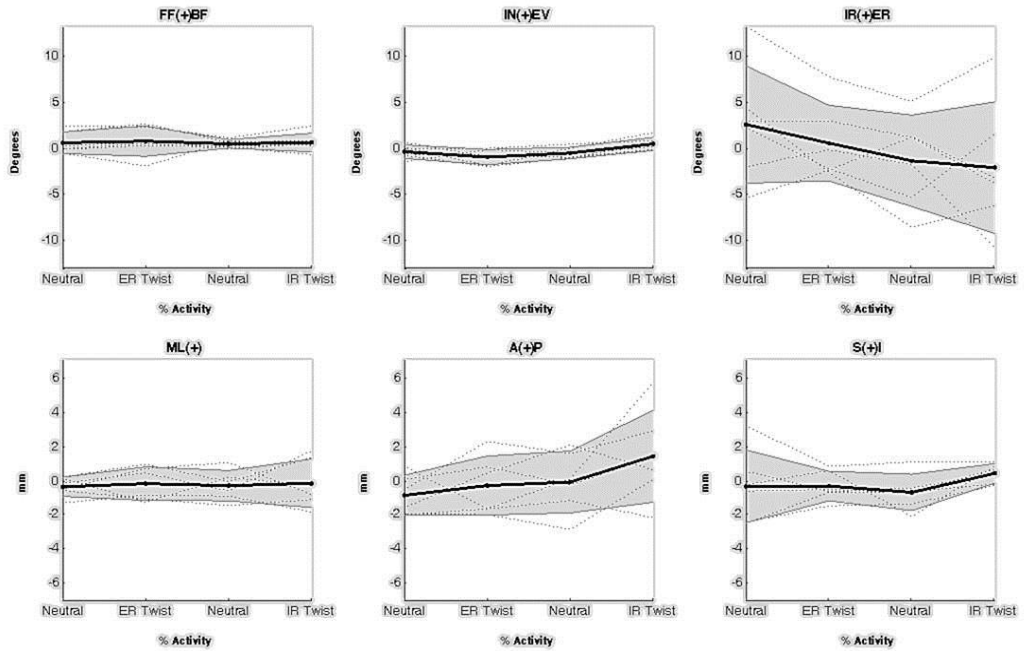 FF(+)BF
IN(+)EV
IR(+)ER
Degrees
10
5
0
-5
-10
Neutral ER Twist Neutral IR Twist
% Activity
Degrees
10
5
0
-5
-10
Neutral ER Twist Neutral IR Twist
% Activity
Degrees
10
5
0
-5
-10
Neutral ER Twist Neutral IR Twist
% Activity
ML(+)
A(+)P
S(+)I
mm
6
4
2
0
-2
-4
-6
Neutral ER Twist Neutral IR Twist
% Activity
mm
6
4
2
0
-2
-4
-6
Neutral ER Twist Neutral IR Twist
% Activity
mm
6
4
2
0
-2
-4
-6
Neutral ER Twist Neutral IR Twist
% Activity